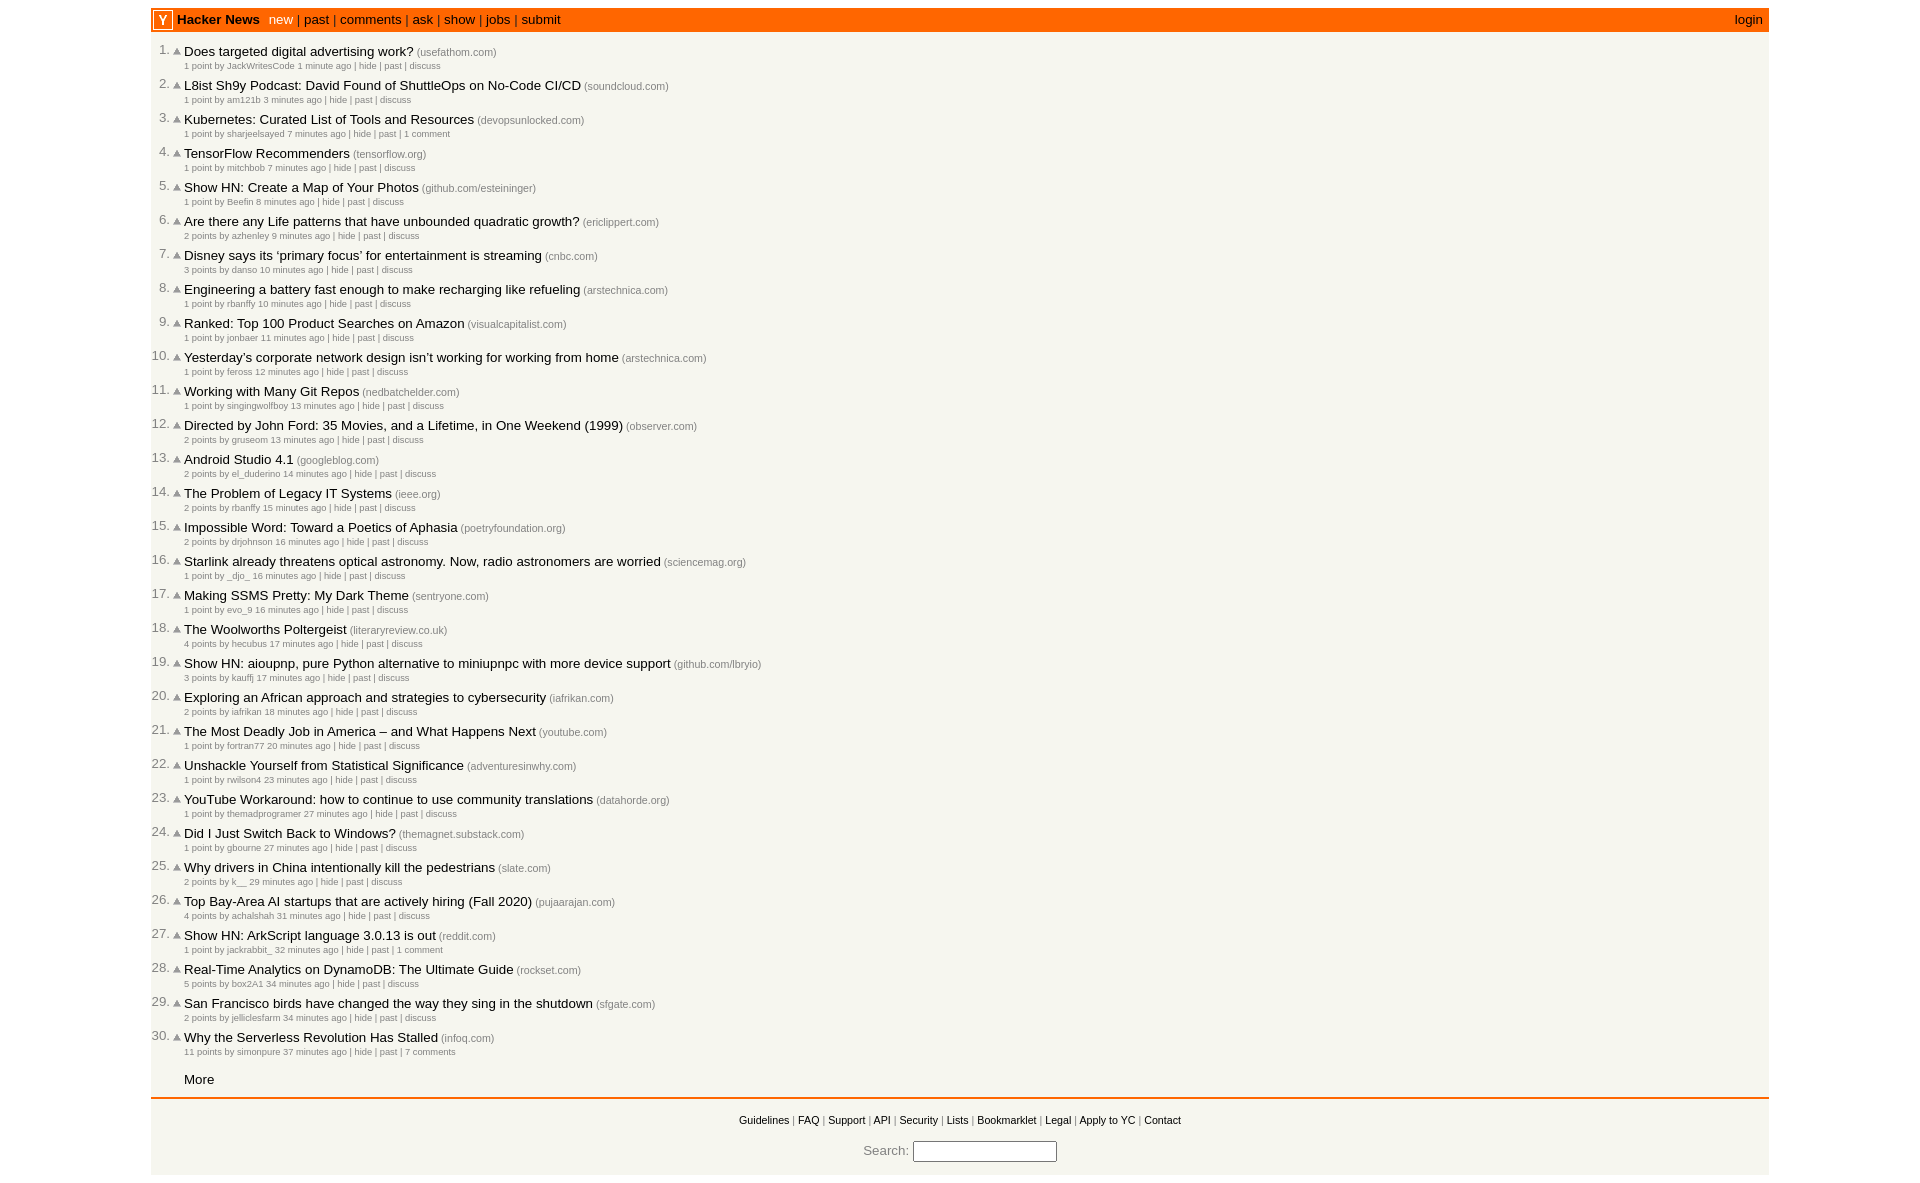 Y Hacker News new | past | comments | ask | show | jobs | submit login
1. Does targeted digital advertising work? (usefathom.com)
1 point by JackWritesCode 1 minute ago | hide | past | discuss
2. L8ist Sh9y Podcast: David Found of ShuttleOps on No-Code CI/CD (soundcloud.com)
1 point by am121b 3 minutes ago | hide | past | discuss
3. Kubernetes: Curated List of Tools and Resources (devopsunlocked.com)
1 point by sharjeelsayed 7 minutes ago | hide | past | 1 comment
4. TensorFlow Recommenders (tensorflow.org)
1 point by mitchbob 7 minutes ago | hide | past | discuss
5. Show HN: Create a Map of Your Photos (github.com/esteininger)
1 point by Beefin 8 minutes ago | hide | past | discuss
6. Are there any Life patterns that have unbounded quadratic growth? (ericlippert.com)
2 points by azhenley 9 minutes ago | hide | past | discuss
7. Disney says its ‘primary focus’ for entertainment is streaming (cnbc.com)
3 points by danso 10 minutes ago | hide | past | discuss
8. Engineering a battery fast enough to make recharging like refueling (arstechnica.com)
1 point by rbanffy 10 minutes ago | hide | past | discuss
9. Ranked: Top 100 Product Searches on Amazon (visualcapitalist.com)
1 point by jonbaer 11 minutes ago | hide | past | discuss
10. Yesterday’s corporate network design isn’t working for working from home (arstechnica.com)
1 point by feross 12 minutes ago | hide | past | discuss
11. Working with Many Git Repos (nedbatchelder.com)
1 point by singingwolfboy 13 minutes ago | hide | past | discuss
12. Directed by John Ford: 35 Movies, and a Lifetime, in One Weekend (1999) (observer.com)
2 points by gruseom 13 minutes ago | hide | past | discuss
13. Android Studio 4.1 (googleblog.com)
2 points by el_duderino 14 minutes ago | hide | past | discuss
14. The Problem of Legacy IT Systems (ieee.org)
2 points by rbanffy 15 minutes ago | hide | past | discuss
15. Impossible Word: Toward a Poetics of Aphasia (poetryfoundation.org)
2 points by drjohnson 16 minutes ago | hide | past | discuss
16. Starlink already threatens optical astronomy. Now, radio astronomers are worried (sciencemag.org)
1 point by _djo_ 16 minutes ago | hide | past | discuss
17. Making SSMS Pretty: My Dark Theme (sentryone.com)
1 point by evo_9 16 minutes ago | hide | past | discuss
18. The Woolworths Poltergeist (literaryreview.co.uk)
4 points by hecubus 17 minutes ago | hide | past | discuss
19. Show HN: aioupnp, pure Python alternative to miniupnpc with more device support (github.com/lbryio)
3 points by kauffj 17 minutes ago | hide | past | discuss
20. Exploring an African approach and strategies to cybersecurity (iafrikan.com)
2 points by iafrikan 18 minutes ago | hide | past | discuss
21. The Most Deadly Job in America – and What Happens Next (youtube.com)
1 point by fortran77 20 minutes ago | hide | past | discuss
22. Unshackle Yourself from Statistical Significance (adventuresinwhy.com)
1 point by rwilson4 23 minutes ago | hide | past | discuss
23. YouTube Workaround: how to continue to use community translations (datahorde.org)
1 point by themadprogramer 27 minutes ago | hide | past | discuss
24. Did I Just Switch Back to Windows? (themagnet.substack.com)
1 point by gbourne 27 minutes ago | hide | past | discuss
25. Why drivers in China intentionally kill the pedestrians (slate.com)
2 points by k__ 29 minutes ago | hide | past | discuss
26. Top Bay-Area AI startups that are actively hiring (Fall 2020) (pujaarajan.com)
4 points by achalshah 31 minutes ago | hide | past | discuss
27. Show HN: ArkScript language 3.0.13 is out (reddit.com)
1 point by jackrabbit_ 32 minutes ago | hide | past | 1 comment
28. Real-Time Analytics on DynamoDB: The Ultimate Guide (rockset.com)
5 points by box2A1 34 minutes ago | hide | past | discuss
29. San Francisco birds have changed the way they sing in the shutdown (sfgate.com)
2 points by jelliclesfarm 34 minutes ago | hide | past | discuss
30. Why the Serverless Revolution Has Stalled (infoq.com)
11 points by simonpure 37 minutes ago | hide | past | 7 comments
More
Guidelines | FAQ | Support | API | Security | Lists | Bookmarklet | Legal | Apply to YC | Contact
Search: